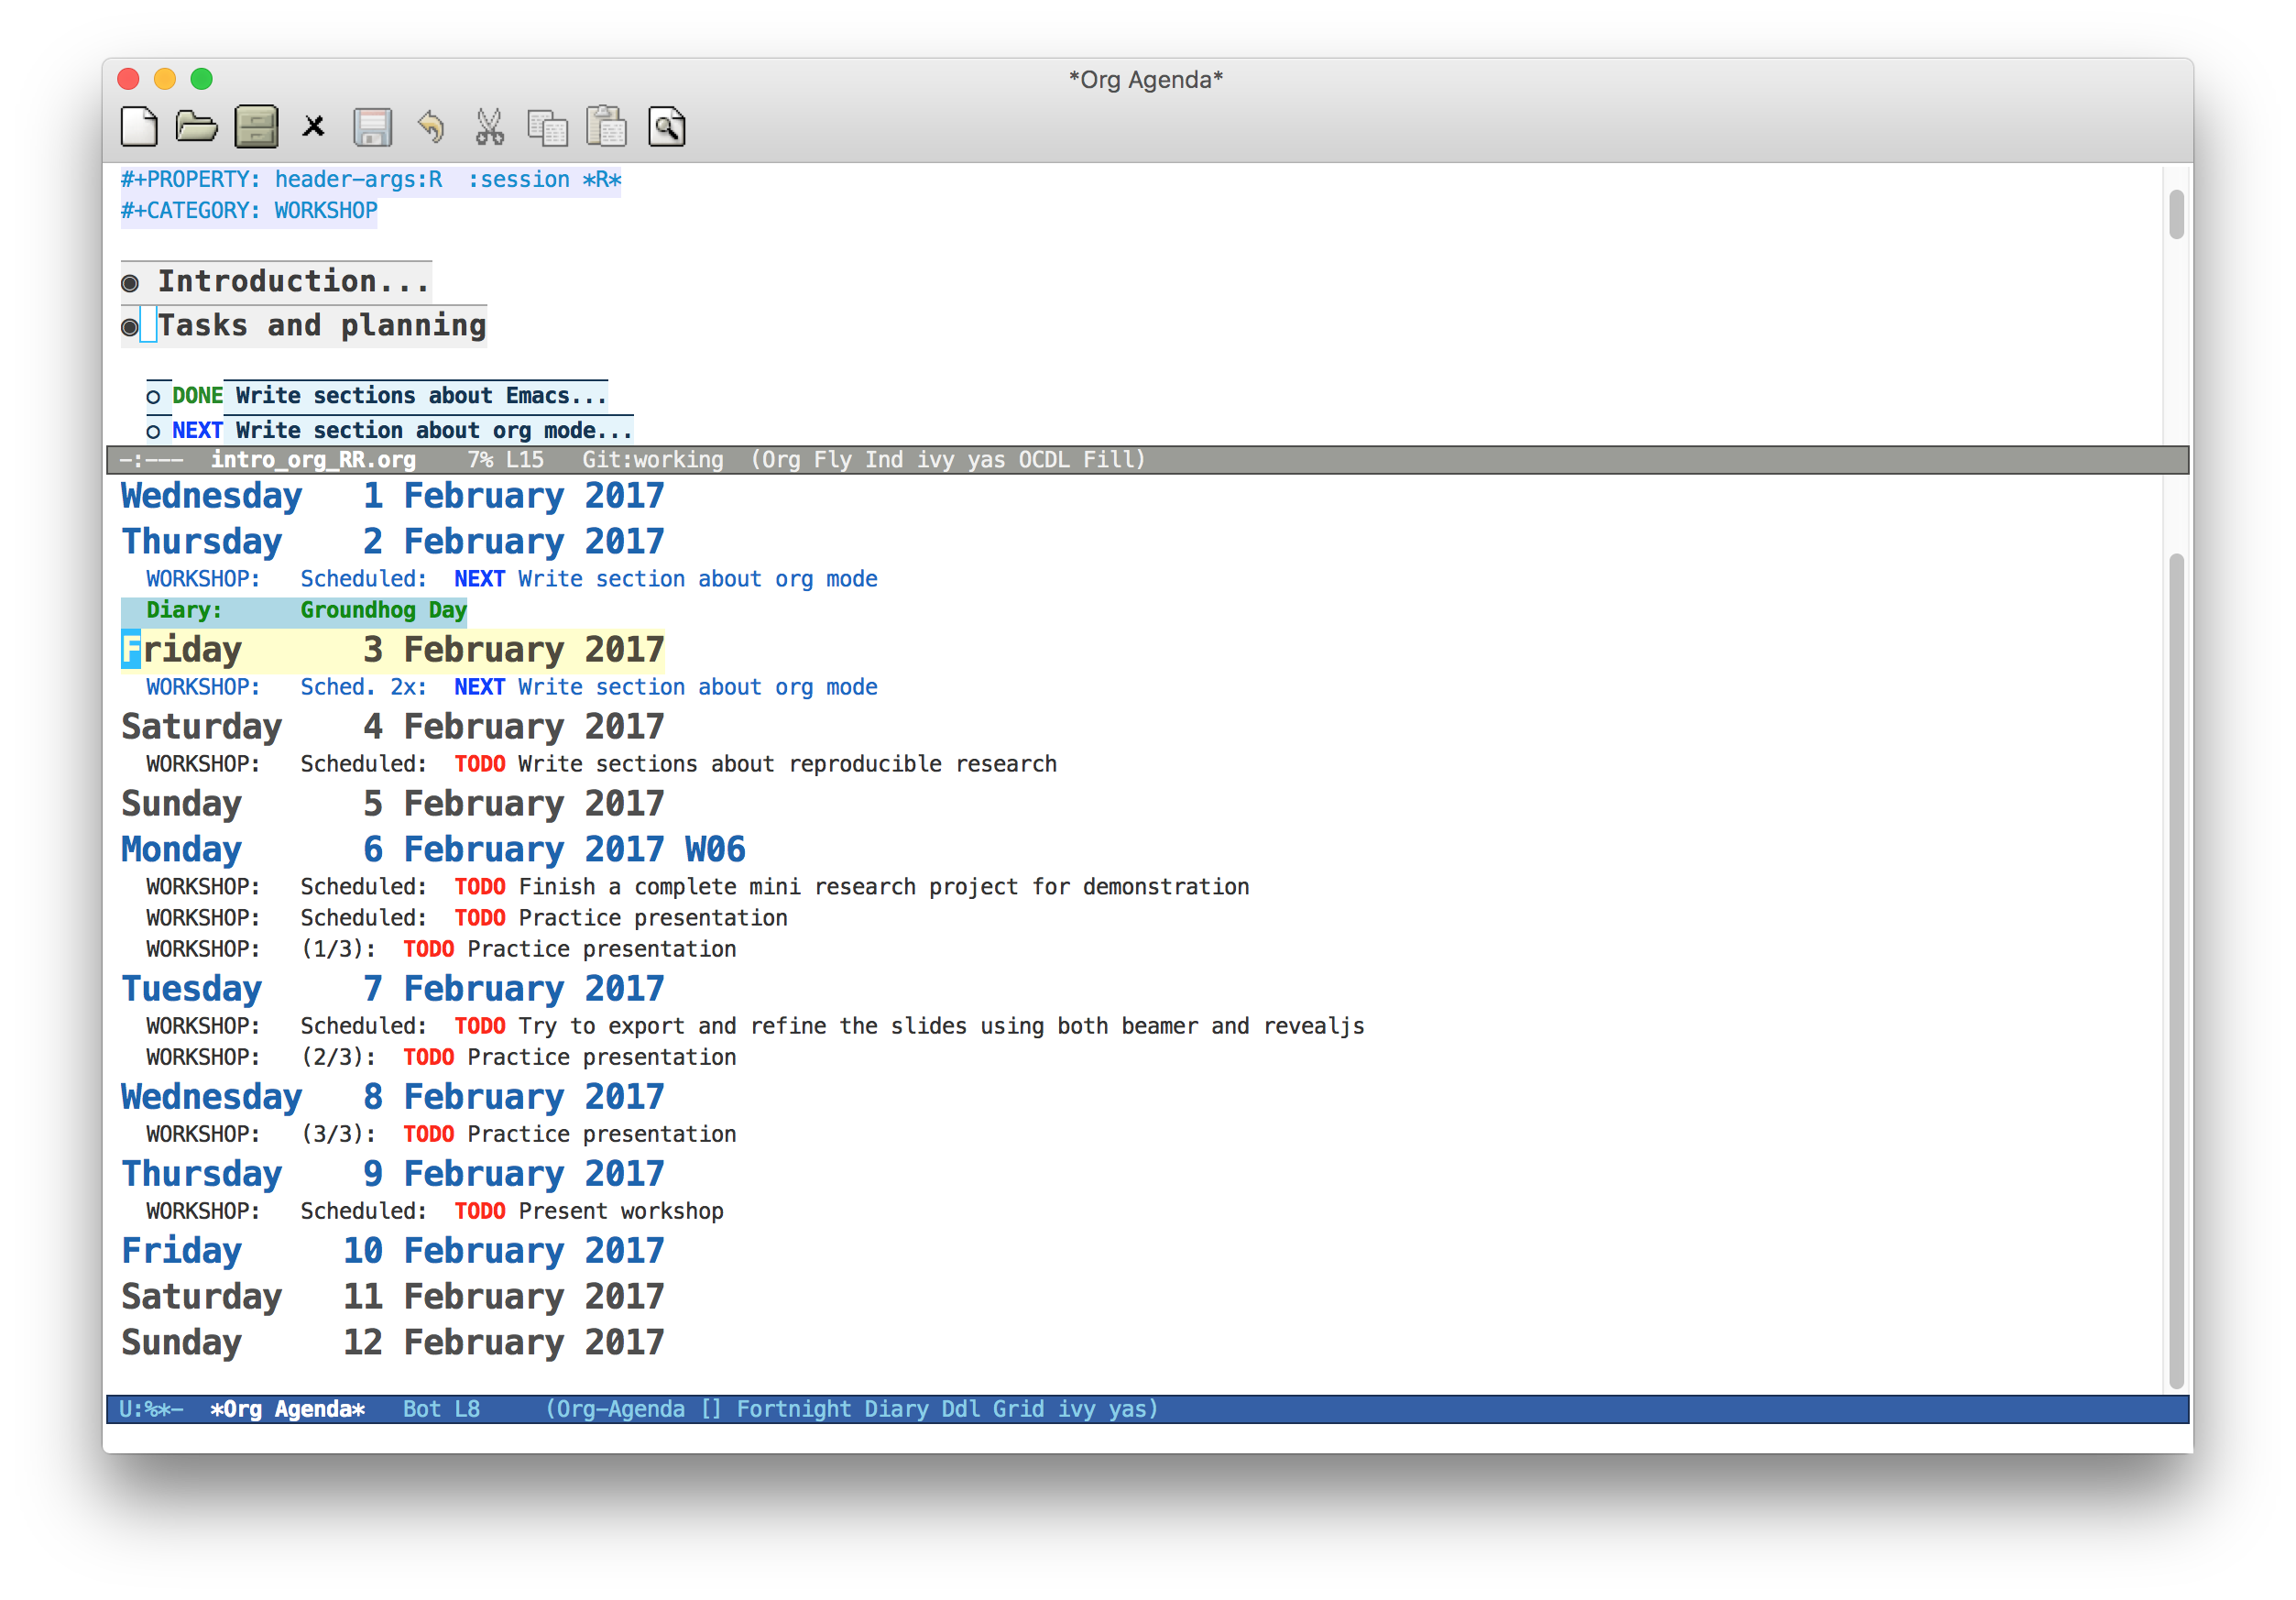 *Org Agenda*
#+PROPERTY: header-args:R  :session *R*
#+CATEGORY: WORKSHOP
◉ Introduction...
◉ Tasks and planning
○ DONE Write sections about Emacs...
○ NEXT Write section about org mode...
-:---  intro_org_RR.org    7% L15   Git:working  (Org Fly Ind ivy yas OCDL Fill)
Wednesday   1 February 2017
Thursday    2 February 2017
WORKSHOP:   Scheduled:  NEXT Write section about org mode
Diary:      Groundhog Day
Friday      3 February 2017
WORKSHOP:   Sched. 2x:  NEXT Write section about org mode
Saturday    4 February 2017
WORKSHOP:   Scheduled:  TODO Write sections about reproducible research
Sunday      5 February 2017
Monday      6 February 2017 W06
WORKSHOP:   Scheduled:  TODO Finish a complete mini research project for demonstration
WORKSHOP:   Scheduled:  TODO Practice presentation
WORKSHOP:   (1/3):  TODO Practice presentation
Tuesday     7 February 2017
WORKSHOP:   Scheduled:  TODO Try to export and refine the slides using both beamer and revealjs
WORKSHOP:   (2/3):  TODO Practice presentation
Wednesday   8 February 2017
WORKSHOP:   (3/3):  TODO Practice presentation
Thursday    9 February 2017
WORKSHOP:   Scheduled:  TODO Present workshop
Friday     10 February 2017
Saturday   11 February 2017
Sunday     12 February 2017
U:%*-  *Org Agenda*   Bot L8     (Org-Agenda [] Fortnight Diary Ddl Grid ivy yas)